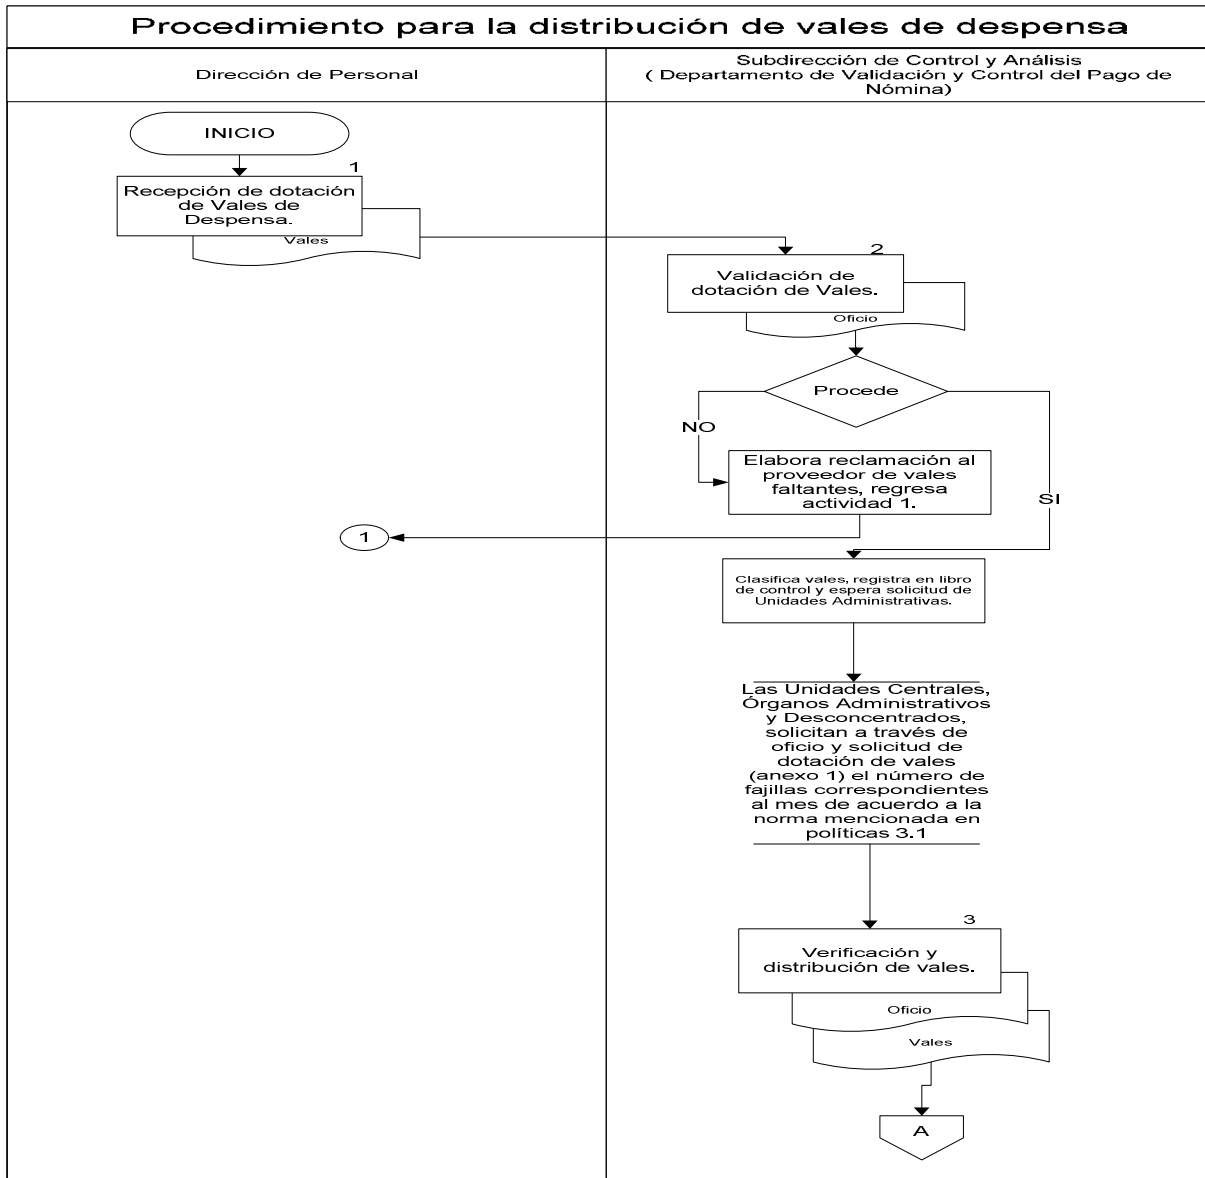 Procedimiento para la distribución de vales de despensa
Dirección de Personal
Subdirección de Control y Análisis
( Departamento de Validación y Control del Pago de
Nómina)
INICIO
1
Recepción de dotación
de Vales de
Despensa.
Vales
2
Validación de
dotación de Vales.
Oficio
Procede
NO
Elabora reclamación al
proveedor de vales
faltantes, regresa
actividad 1.
SI
1
Clasifica vales, registra en libro
de control y espera solicitud de
Unidades Administrativas.
Las Unidades Centrales,
Órganos Administrativos
y Desconcentrados,
solicitan a través de
oficio y solicitud de
dotación de vales
(anexo 1) el número de
fajillas correspondientes
al mes de acuerdo a la
norma mencionada en
políticas 3.1
3
Verificación y
distribución de vales.
Oficio
Vales
A